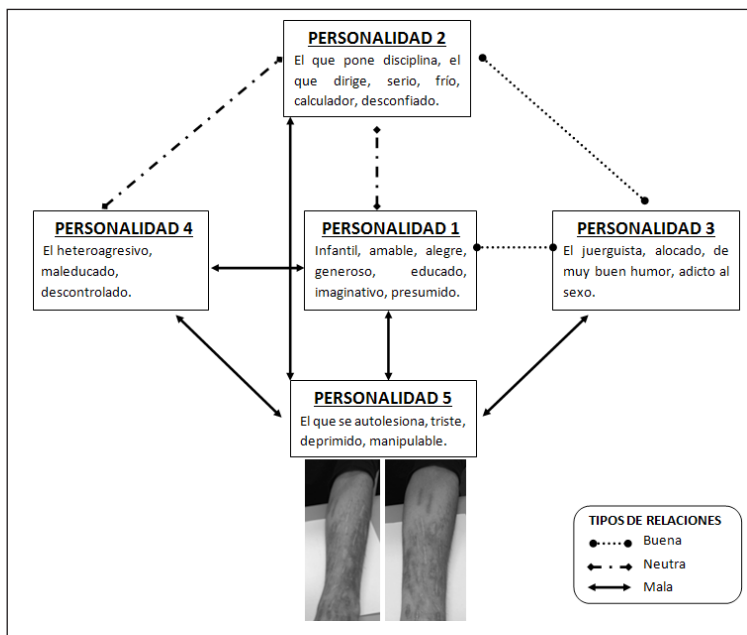 PERSONALIDAD 2
El que pone disciplina, el
que dirige, serio, frío,
calculador, desconfiado.
PERSONALIDAD 4
El heteroagresivo,
maleducado,
descontrolado.
PERSONALIDAD 1
Infantil, amable, alegre,
generoso, educado,
imaginativo, presumido.
PERSONALIDAD 3
El juerguista, alocado, de
muy buen humor, adicto al
sexo.
PERSONALIDAD 5
El que se autolesiona, triste,
deprimido, manipulable.
TIPOS DE RELACIONES
Buena
Neutra
Mala